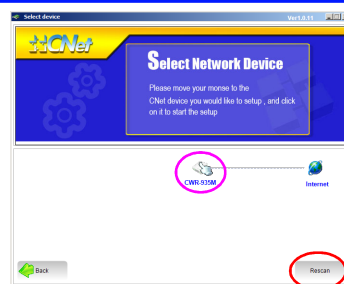 Select device
Ver1.0.11
CNet
Select Network Device
Please move your monse to the
CNet device you would like to setup , and click
on it to start the setup
CWR-935M
Internet
Back
Rescan